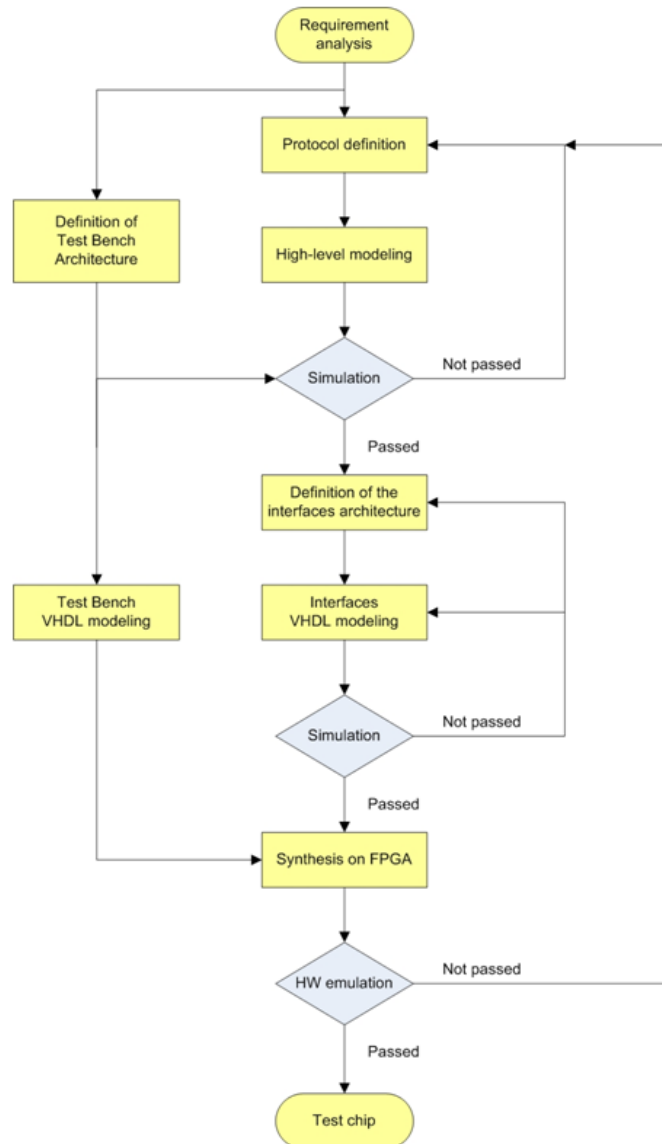 Requirement
analysis
Protocol definition
Definition of
Test Bench
Architecture
High-level modeling
Simulation
Not passed
Passed
Definition of the
interfaces architecture
Test Bench
VHDL modeling
Interfaces
VHDL modeling
Simulation
Not passed
Passed
Synthesis on FPGA
HW emulation
Not passed
Passed
Test chip